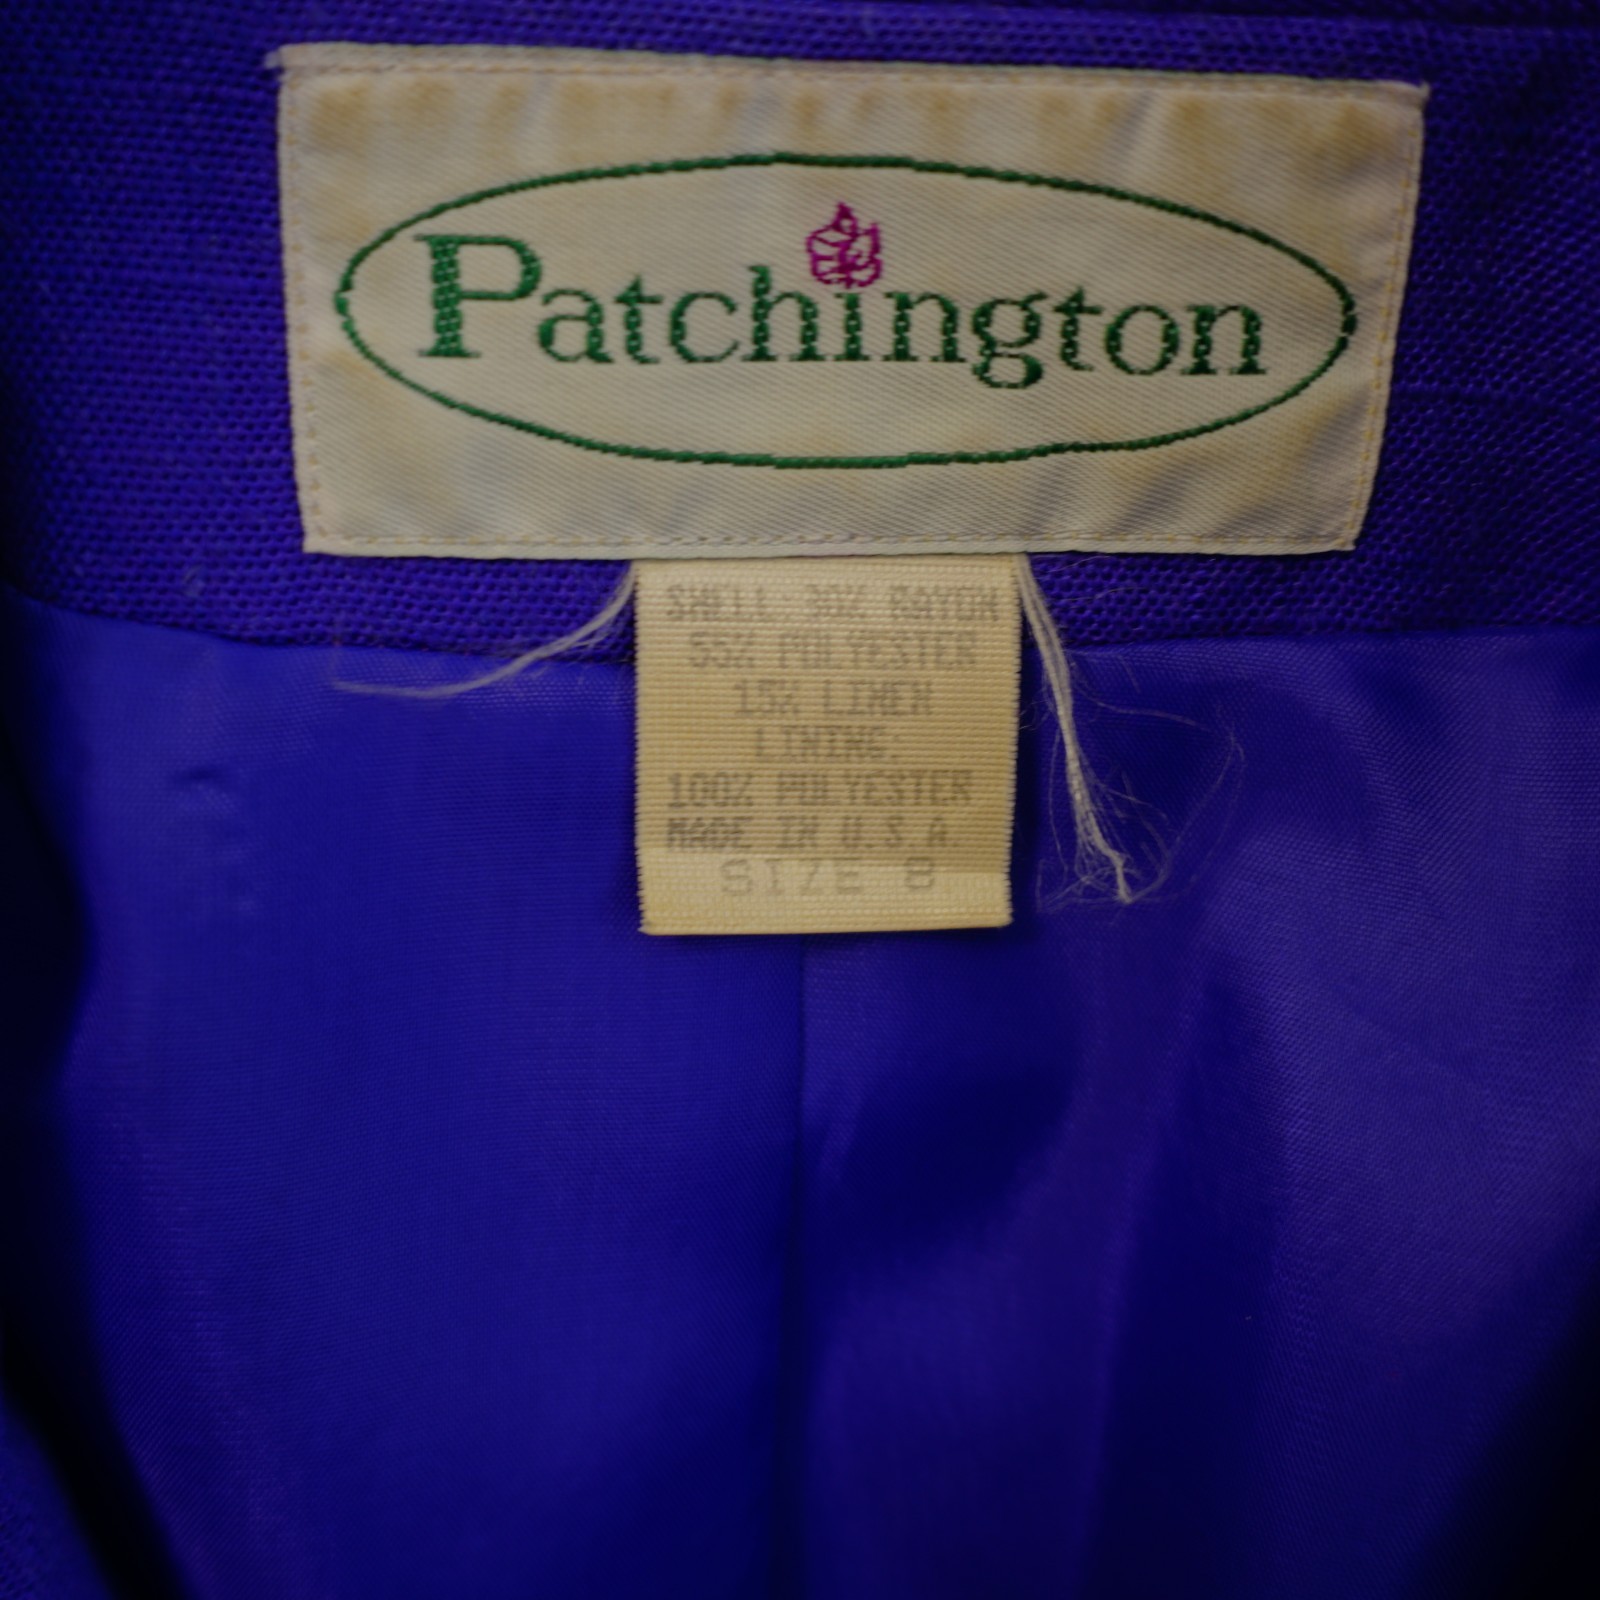 Patchington
SHELL. 30% RAYON
55% POLYESTER
15% LINEN
LINING:
100% POLYESTER
MADE IN U.S.A.
SIZE 8